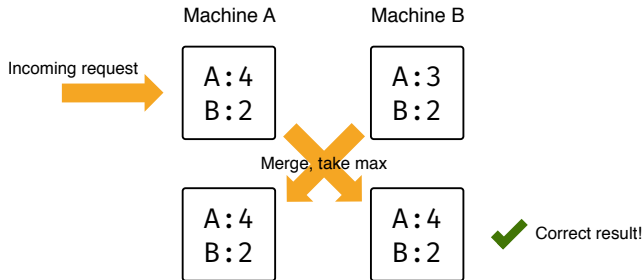 Machine A
Machine B
Incoming request
A:4
B:2
A:3
B:2
Merge, take max
A:4
B:2
A:4
B:2
Correct result!